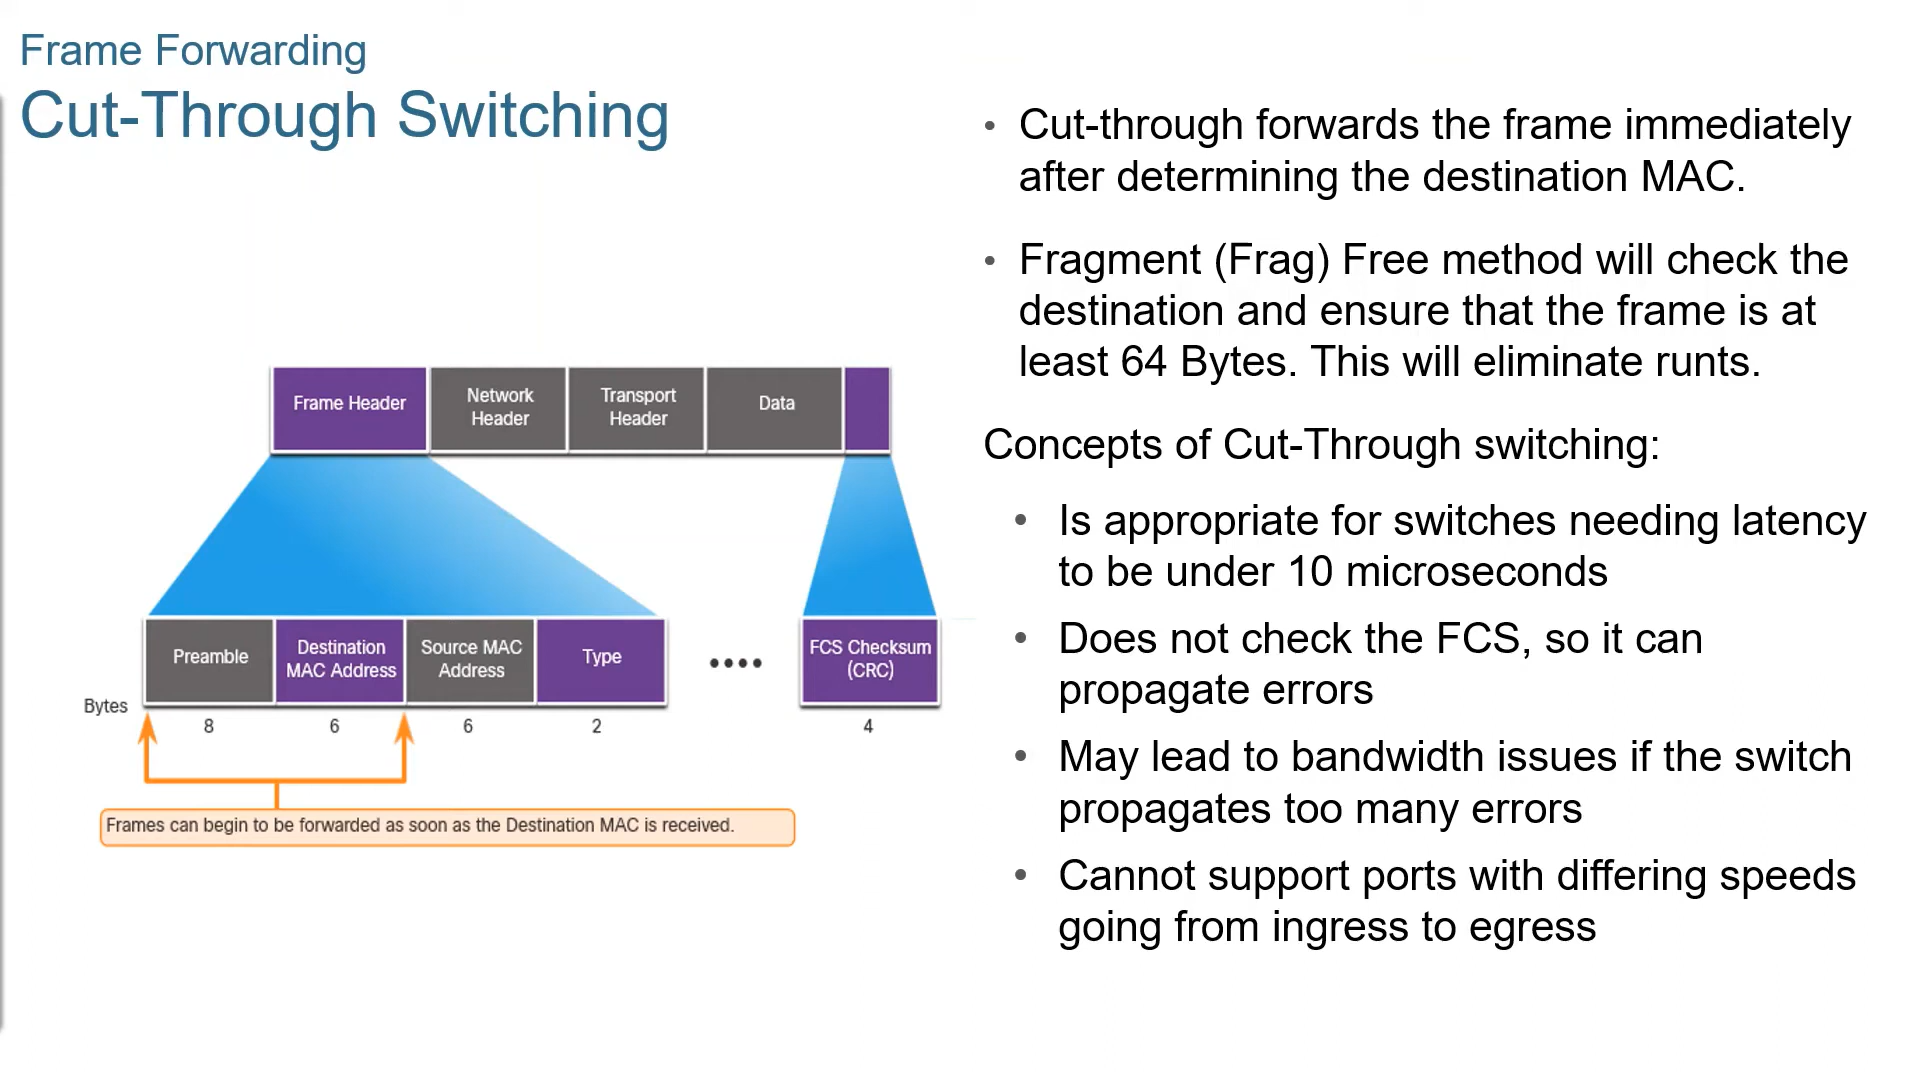 Frame Forwarding
Cut-Through Switching
• Cut-through forwards the frame immediately
after determining the destination MAC.
• Fragment (Frag) Free method will check the
destination and ensure that the frame is at
least 64 Bytes. This will eliminate runts.
Concepts of Cut-Through switching:
• Is appropriate for switches needing latency
to be under 10 microseconds
• Does not check the FCS, so it can
propagate errors
• May lead to bandwidth issues if the switch
propagates too many errors
• Cannot support ports with differing speeds
going from ingress to egress
Frame Header
Network
Header
Transport
Header
Data
Preamble
Destination
MAC Address
Source MAC
Address
Type
••••
FCS Checksum
(CRC)
Bytes
8
6
6
2
4
Frames can begin to be forwarded as soon as the Destination MAC is received.